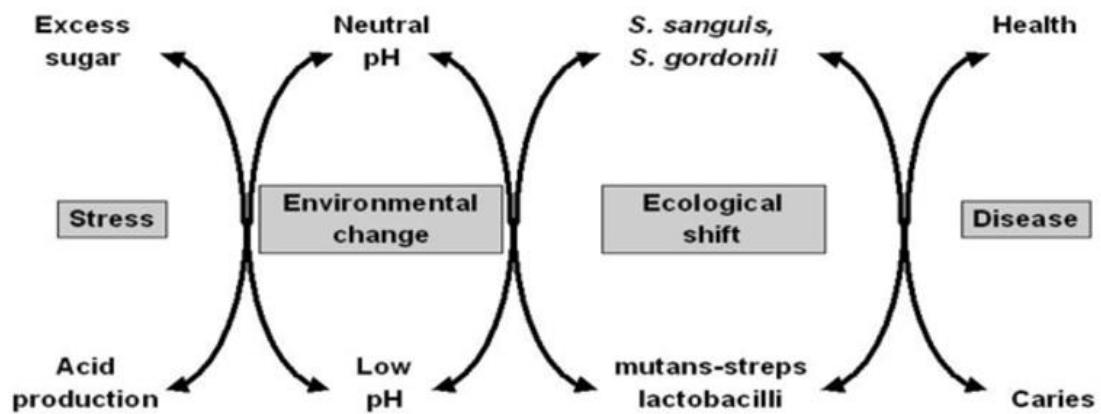 Excess
sugar
Neutral
pH
S. sanguis,
S. gordonii
Health
Stress
Environmental
change
Ecological
shift
Disease
Acid
production
Low
pH
mutans-streps
lactobacilli
Caries